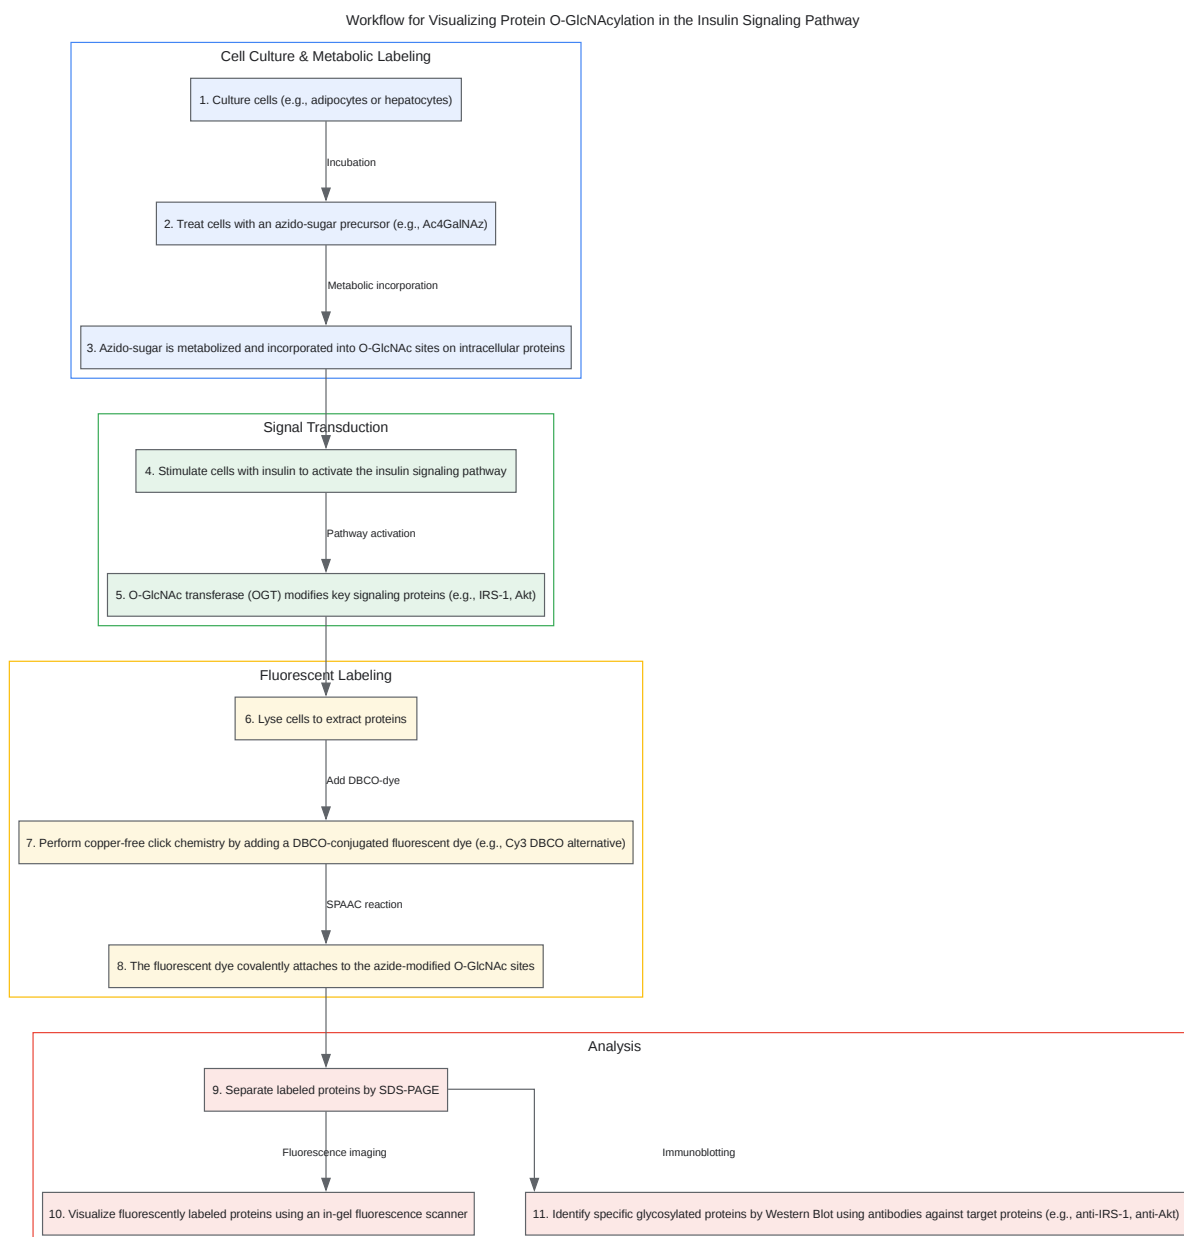 Workflow for Visualizing Protein O-GlcNAcylation in the Insulin Signaling Pathway
Cell Culture & Metabolic Labeling
1. Culture cells (e.g., adipocytes or hepatocytes)
Incubation
2. Treat cells with an azido-sugar precursor (e.g., Ac4GalNAz)
Metabolic incorporation
3. Azido-sugar is metabolized and incorporated into O-GlcNAc sites on intracellular proteins
Signal Transduction
4. Stimulate cells with insulin to activate the insulin signaling pathway
Pathway activation
5. O-GlcNAc transferase (OGT) modifies key signaling proteins (e.g., IRS-1, Akt)
Fluorescent Labeling
6. Lyse cells to extract proteins
Add DBCO-dye
7. Perform copper-free click chemistry by adding a DBCO-conjugated fluorescent dye (e.g., Cy3 DBCO alternative)
SPAAC reaction
8. The fluorescent dye covalently attaches to the azide-modified O-GlcNAc sites
Analysis
9. Separate labeled proteins by SDS-PAGE
Fluorescence imaging
Immunoblotting
10. Visualize fluorescently labeled proteins using an in-gel fluorescence scanner
11. Identify specific glycosylated proteins by Western Blot using antibodies against target proteins (e.g., anti-IRS-1, anti-Akt)